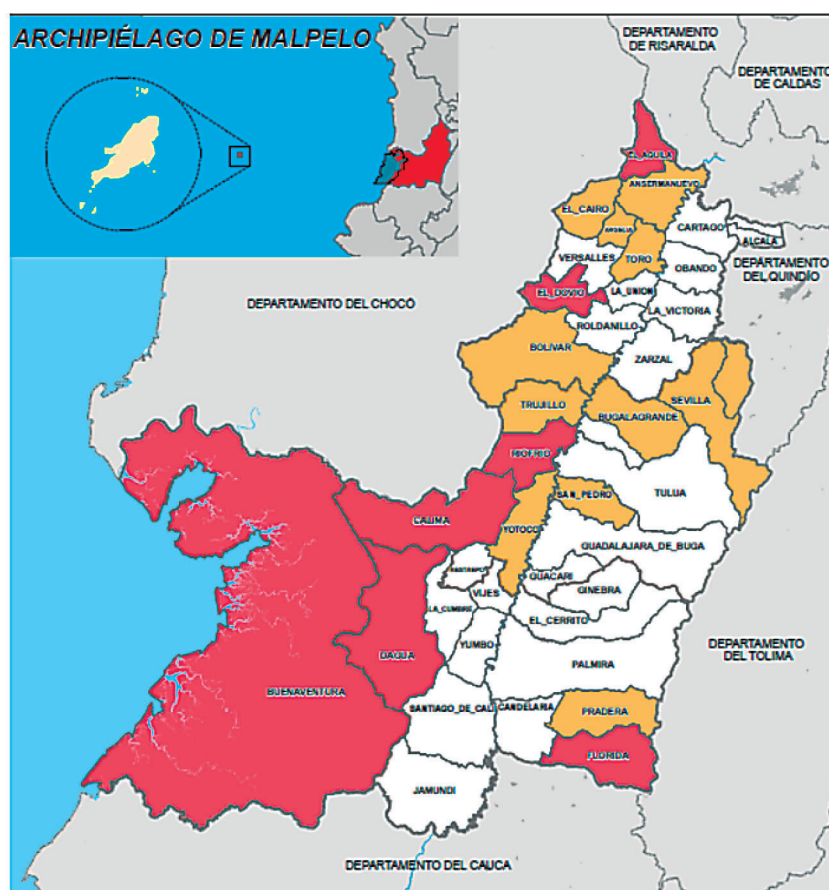 ARCHIPIÉLAGO DE MALPELO
DEPARTAMENTO
DE RISARALDA
DEPARTAMENTO
DE CALDAS
EL_AQUILA
ANSERMANUEVO
EL_CAIRO
ARGELIA
CARTAGO
ALCALA
VERSALLES
TORO
OBANDO
DEPARTAMENTO
DEL QUINDÍO
DEPARTAMENTO DEL CHOCÓ
EL_DOVIO
LA_UNION
LA_VICTORIA
ROLDANILLO
BOLIVAR
ZARZAL
TRUJILLO
BUGALAGRANDE
SEVILLA
RIOFRIO
TULUA
SAN_PEDRO
CALIMA
YOTOCO
GUADALAJARA_DE_BUGA
RESTREPO
GUACARI
GINEBRA
VIJES
LA_CUMBRE
EL_CERRITO
YUMBO
DAGUA
PALMIRA
DEPARTAMENTO
DEL TOLIMA
BUENAVENTURA
SANTIAGO_DE_CALI
CANDELARIA
PRADERA
FLORIDA
JAMUNDI
DEPARTAMENTO DEL CAUCA